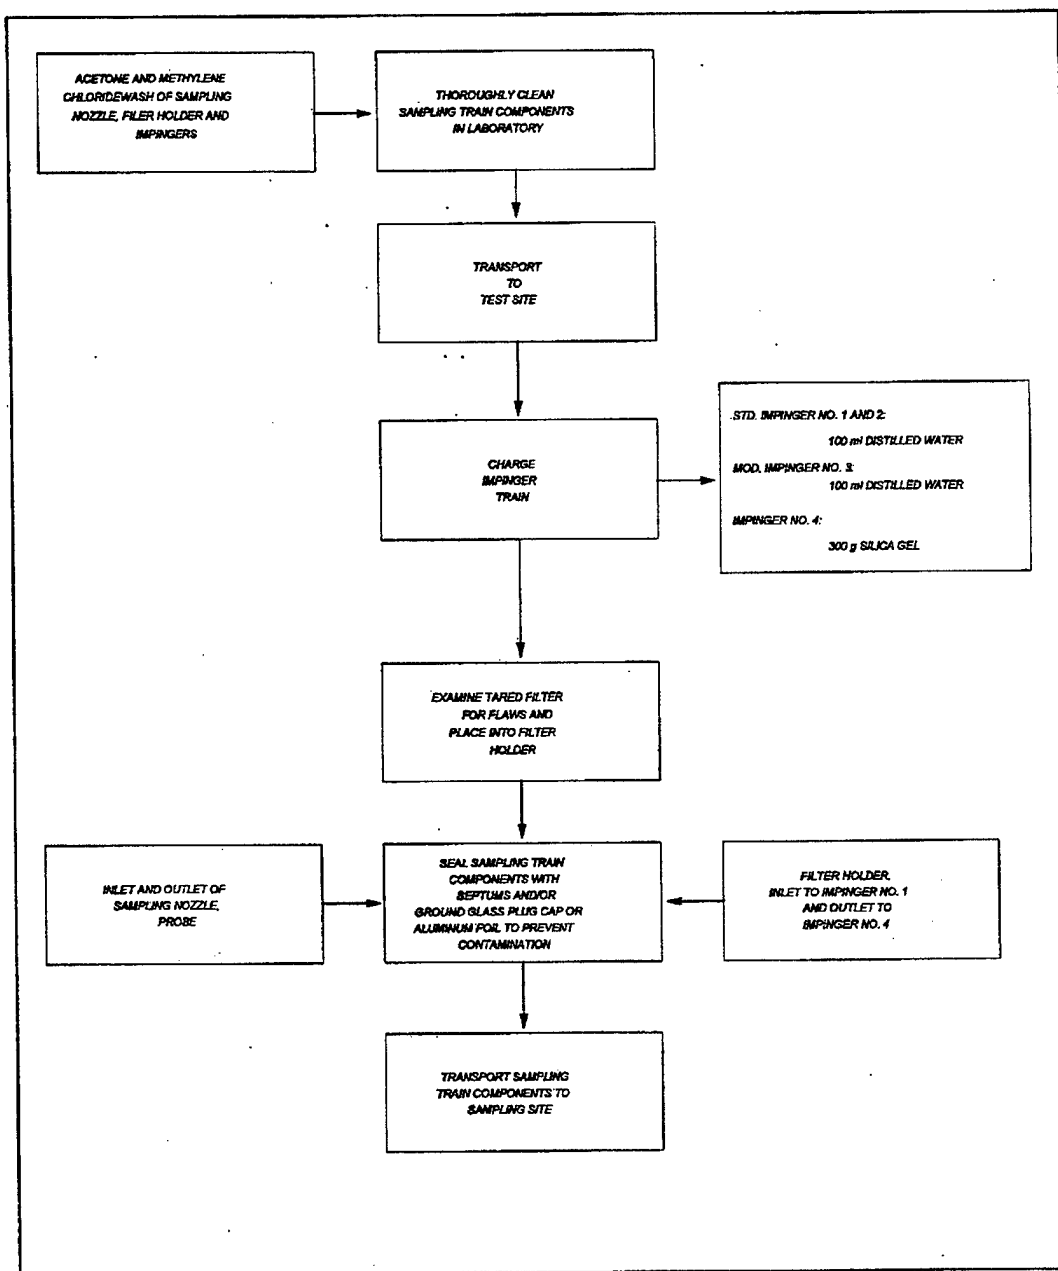 ACETONE AND METHYLENE
CHLORIDEWASH OF SAMPLING
NOZZLE, FILER HOLDER AND
IMPINGERS
THOROUGHLY CLEAN
SAMPLING TRAIN COMPONENTS
IN LABORATORY
TRANSPORT
TO
TEST SITE
CHARGE
IMPINGER
TRAIN
STD. IMPINGER NO. 1 AND 2:
100 ml DISTILLED WATER
MOD. IMPINGER NO. 3:
100 ml DISTILLED WATER
IMPINGER NO. 4:
300 g SILICA GEL
EXAMINE TARED FILTER
FOR FLAWS AND
PLACE INTO FILTER
HOLDER
INLET AND OUTLET OF
SAMPLING NOZZLE,
PROBE
SEAL SAMPLING TRAIN
COMPONENTS WITH
SEPTUMS AND/OR
GROUND GLASS PLUG CAP OR
ALUMINUM FOIL TO PREVENT
CONTAMINATION
FILTER HOLDER,
INLET TO IMPINGER NO. 1
AND OUTLET TO
IMPINGER NO. 4
TRANSPORT SAMPLING
TRAIN COMPONENTS TO
SAMPLING SITE